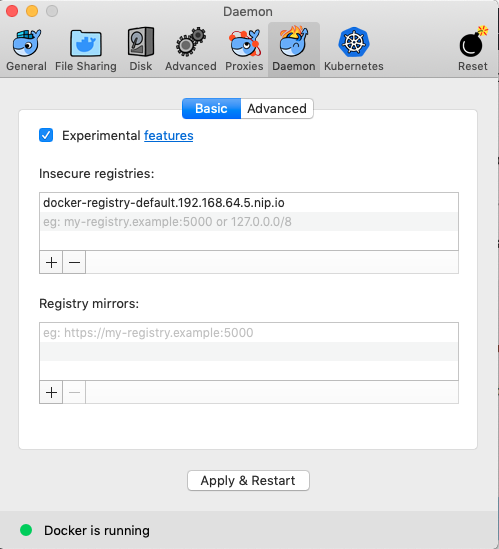 Daemon
General File Sharing Disk Advanced Proxies Daemon Kubernetes Reset
Basic Advanced
Experimental features
Insecure registries:
docker-registry-default.192.168.64.5.nip.io
eg: my-registry.example:5000 or 127.0.0.0/8
Registry mirrors:
eg: https://my-registry.example:5000
Apply & Restart
Docker is running